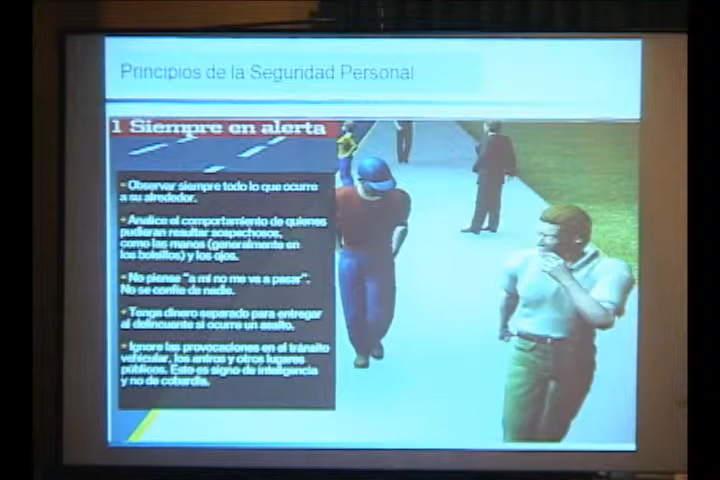 Principios de la Seguridad Personal
1 Siempre en alerta
• Observar siempre todo lo que ocurre
a su alrededor.
• Analice el comportamiento de quienes
pudieran resultar sospechosos,
como las manos (generalmente en
los bolsillos) y los ojos.
• No piense "a mi no me va a pasar".
No se confie de nadie.
• Tenga dinero separado para entregar
al delincuente si ocurre un asalto.
• Ignore las provocaciones en el tránsito
vehicular, los antros y otros lugares
públicos. Esto es signo de inteligencia
y no de cobardía.